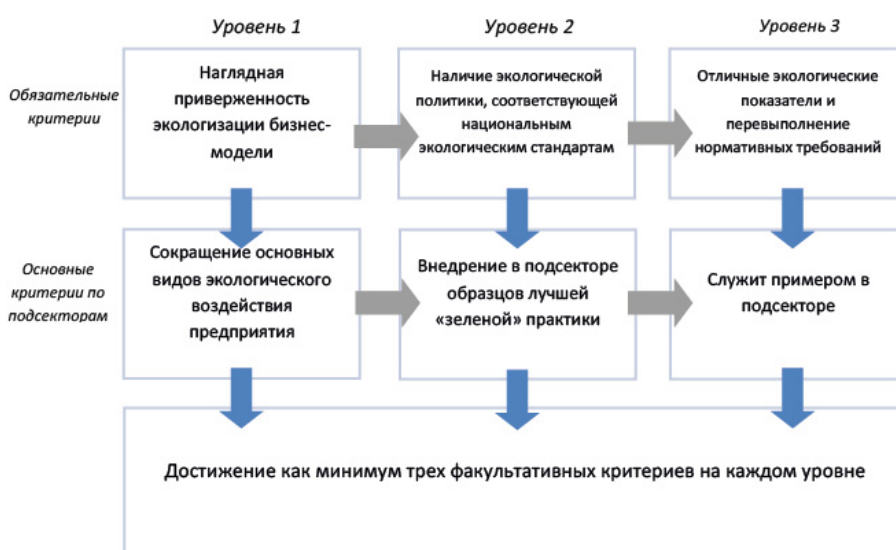 Уровень 1
Уровень 2
Уровень 3
Обязательные
критерии
Наглядная
приверженность
экологизации бизнес-
модели
Наличие экологической
политики, соответствующей
национальным
экологическим стандартам
Отличные экологические
показатели и
перевыполнение
нормативных требований
Основные
критерии по
подсекторам
Сокращение основных
видов экологического
воздействия
предприятия
Внедрение в подсекторе
образцов лучшей
«зеленой» практики
Служит примером в
подсекторе
Достижение как минимум трех факультативных критериев на каждом уровне